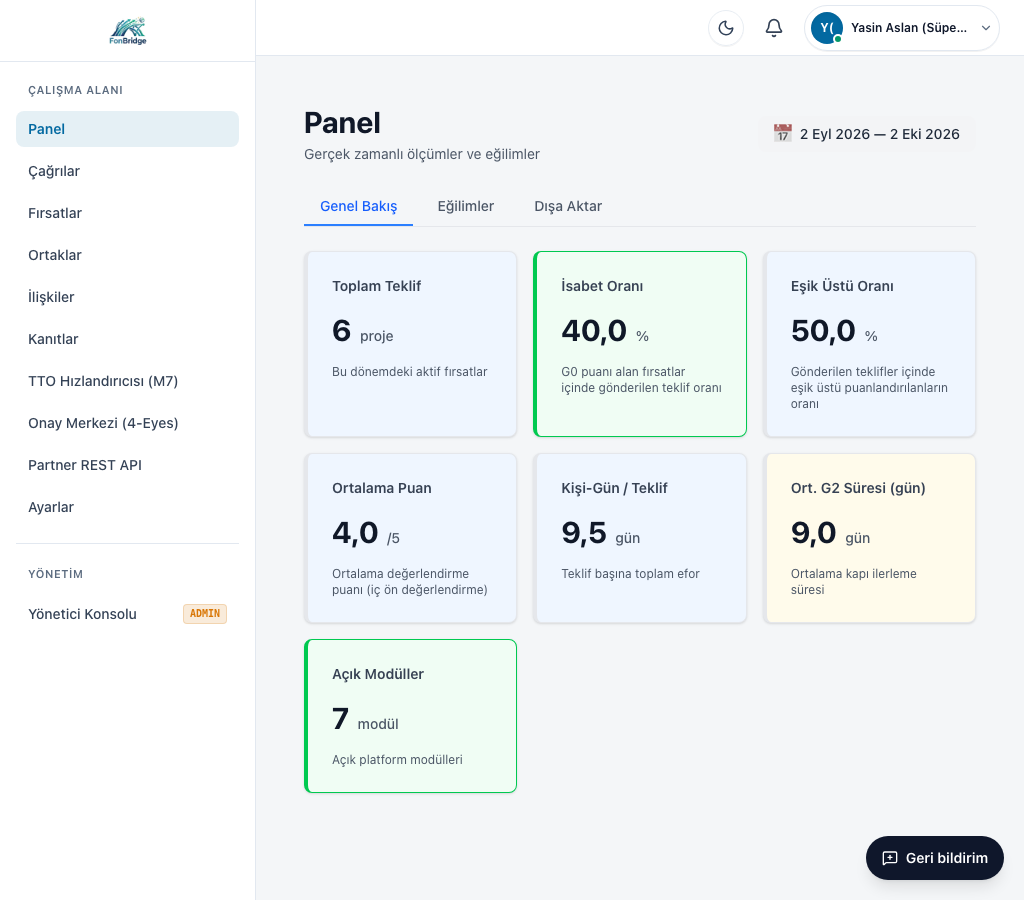 FonBridge
Y(
Yasin Aslan (Süpe...
ÇALIŞMA ALANI
Panel
Çağrılar
Fırsatlar
Ortaklar
İlişkiler
Kanıtlar
TTO Hızlandırıcısı (M7)
Onay Merkezi (4-Eyes)
Partner REST API
Ayarlar
YÖNETİM
Yönetici Konsolu
ADMIN
Panel
Gerçek zamanlı ölçümler ve eğilimler
17
2 Eyl 2026 — 2 Eki 2026
Genel Bakış
Eğilimler
Dışa Aktar
Toplam Teklif
6 proje
Bu dönemdeki aktif fırsatlar
İsabet Oranı
40,0 %
G0 puanı alan fırsatlar
içinde gönderilen teklif oranı
Eşik Üstü Oranı
50,0 %
Gönderilen teklifler içinde
eşik üstü puanlandırılanların
oranı
Ortalama Puan
4,0 /5
Ortalama değerlendirme
puanı (iç ön değerlendirme)
Kişi-Gün / Teklif
9,5 gün
Teklif başına toplam efor
Ort. G2 Süresi (gün)
9,0 gün
Ortalama kapı ilerleme
süresi
Açık Modüller
7 modül
Açık platform modülleri
Geri bildirim